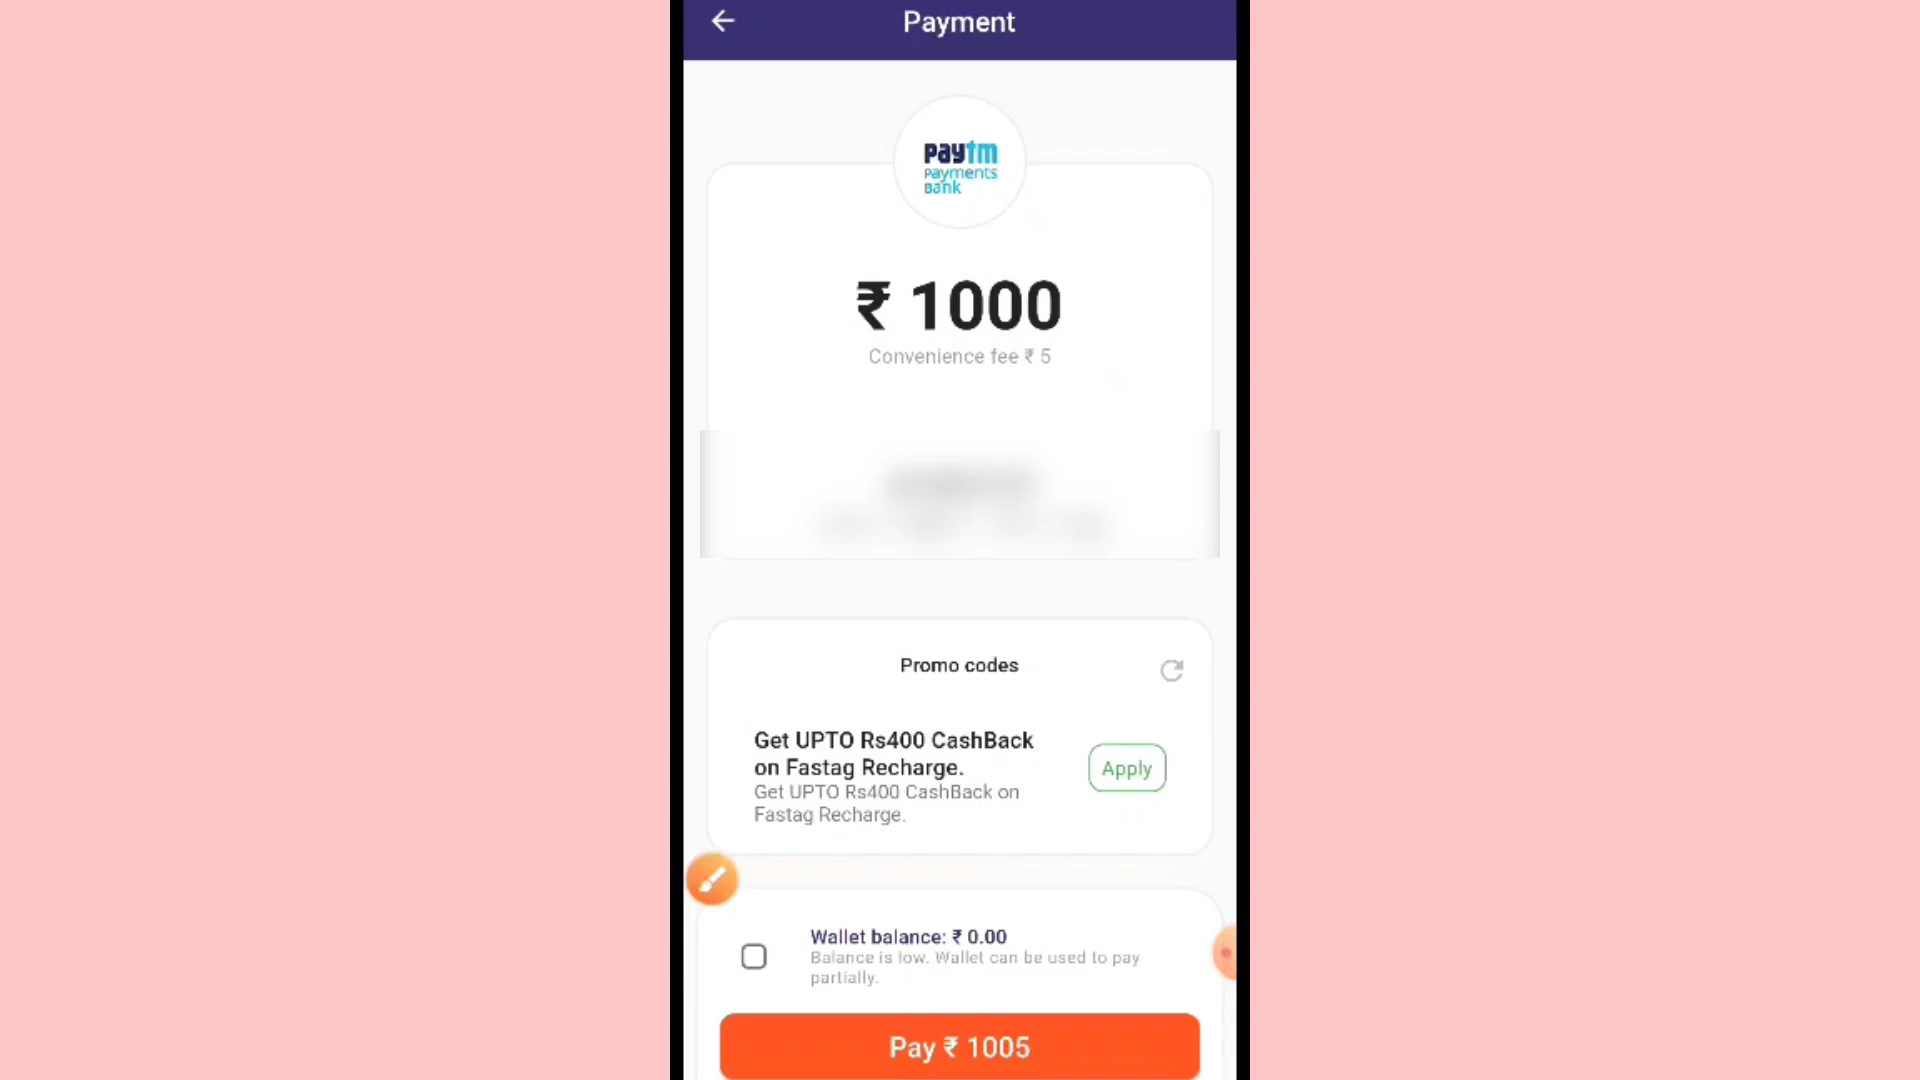 Payment
paytm
Payments
Bank
₹ 1000
Convenience fee ₹ 5
Promo codes
Get UPTO Rs400 CashBack
on Fastag Recharge.
Get UPTO Rs400 CashBack on
Fastag Recharge.
Apply
Wallet balance: ₹ 0.00
Balance is low. Wallet can be used to pay
partially.
Pay ₹ 1005